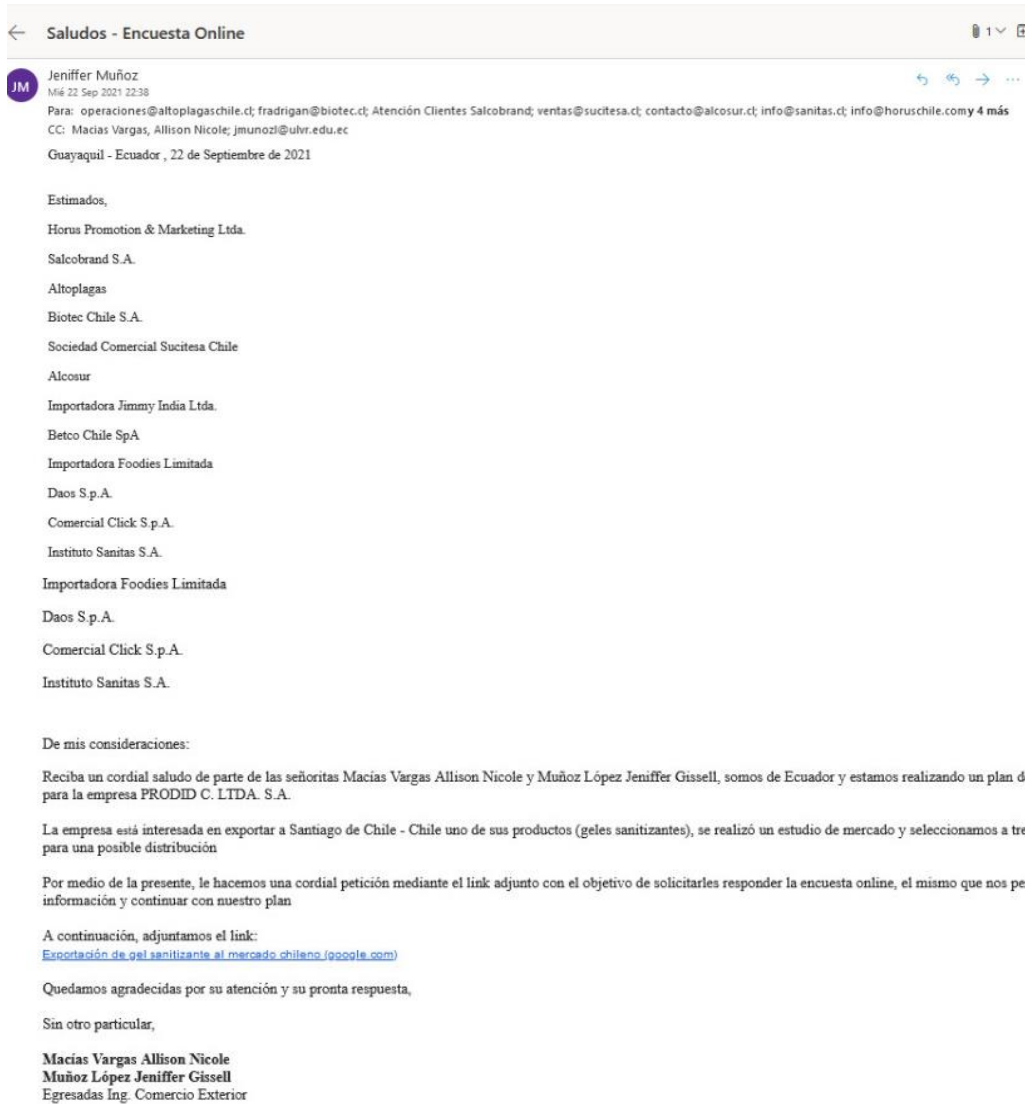 Saludos - Encuesta Online
1
JM
Jeniffer Muñoz
Mié 22 Sep 2021 22:38
Para: operaciones@altoplagaschile.cl; fradrigan@biotec.cl; Atención Clientes Salcobrand; ventas@sucitesa.cl; contacto@alcosur.cl; info@sanitas.cl; info@horuschile.com y 4 más
CC: Macias Vargas, Allison Nicole; jmunozl@ulvr.edu.ec
Guayaquil - Ecuador , 22 de Septiembre de 2021
Estimados,
Horus Promotion & Marketing Ltda.
Salcobrand S.A.
Altoplagas
Biotec Chile S.A.
Sociedad Comercial Sucitesa Chile
Alcosur
Importadora Jimmy India Ltda.
Betco Chile SpA
Importadora Foodies Limitada
Daos S.p.A.
Comercial Click S.p.A.
Instituto Sanitas S.A.
Importadora Foodies Limitada
Daos S.p.A.
Comercial Click S.p.A.
Instituto Sanitas S.A.
De mis consideraciones:
Reciba un cordial saludo de parte de las señoritas Macías Vargas Allison Nicole y Muñoz López Jeniffer Gissell, somos de Ecuador y estamos realizando un plan d
para la empresa PRODID C. LTDA. S.A.
La empresa está interesada en exportar a Santiago de Chile - Chile uno de sus productos (geles sanitizantes), se realizó un estudio de mercado y seleccionamos a tre
para una posible distribución
Por medio de la presente, le hacemos una cordial petición mediante el link adjunto con el objetivo de solicitarles responder la encuesta online, el mismo que nos pe
información y continuar con nuestro plan
A continuación, adjuntamos el link:
Exportación de gel sanitizante al mercado chileno (google.com)
Quedamos agradecidas por su atención y su pronta respuesta,
Sin otro particular,
Macías Vargas Allison Nicole
Muñoz López Jeniffer Gissell
Egresadas Ing. Comercio Exterior